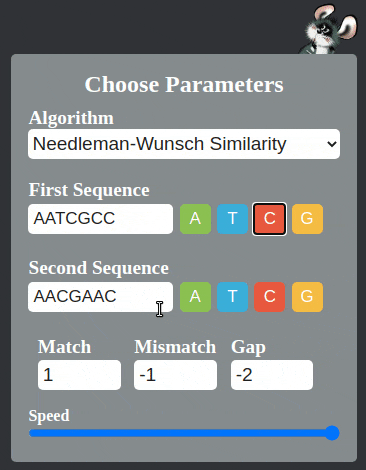 Choose Parameters
Algorithm
Needleman-Wunsch Similarity
First Sequence
AATCGCC A T C G
Second Sequence
AACGAAC A T C G
Match Mismatch Gap
1 -1 -2
Speed